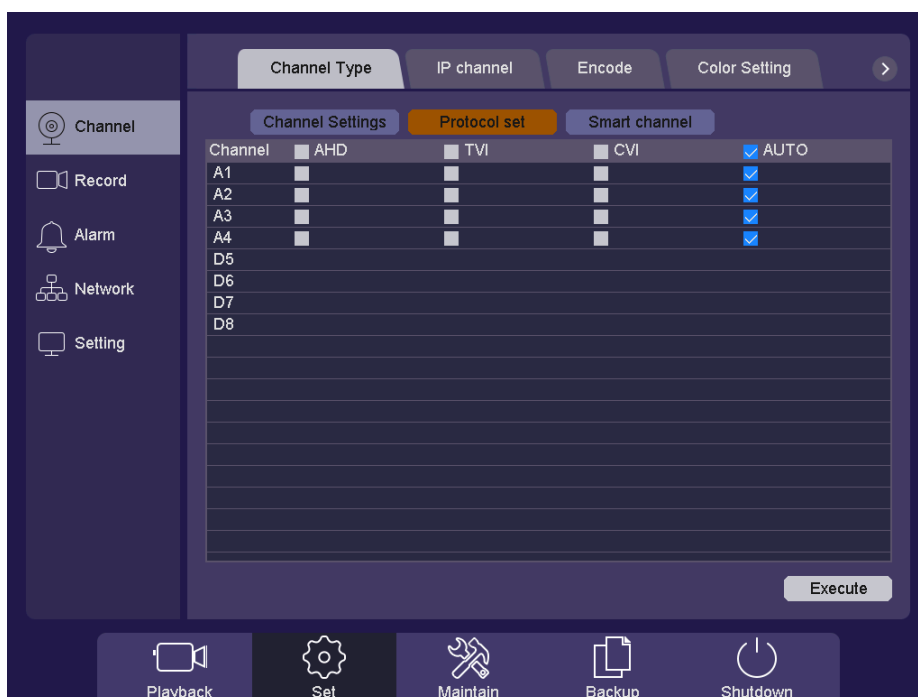 Channel Type IP channel Encode Color Setting
Channel Settings Protocol set Smart channel
Channel
Record
Alarm
Network
Setting
Channel AHD TVI CVI AUTO
A1
A2
A3
A4
D5
D6
D7
D8
Execute
Playback Set Maintain Backup Shutdown